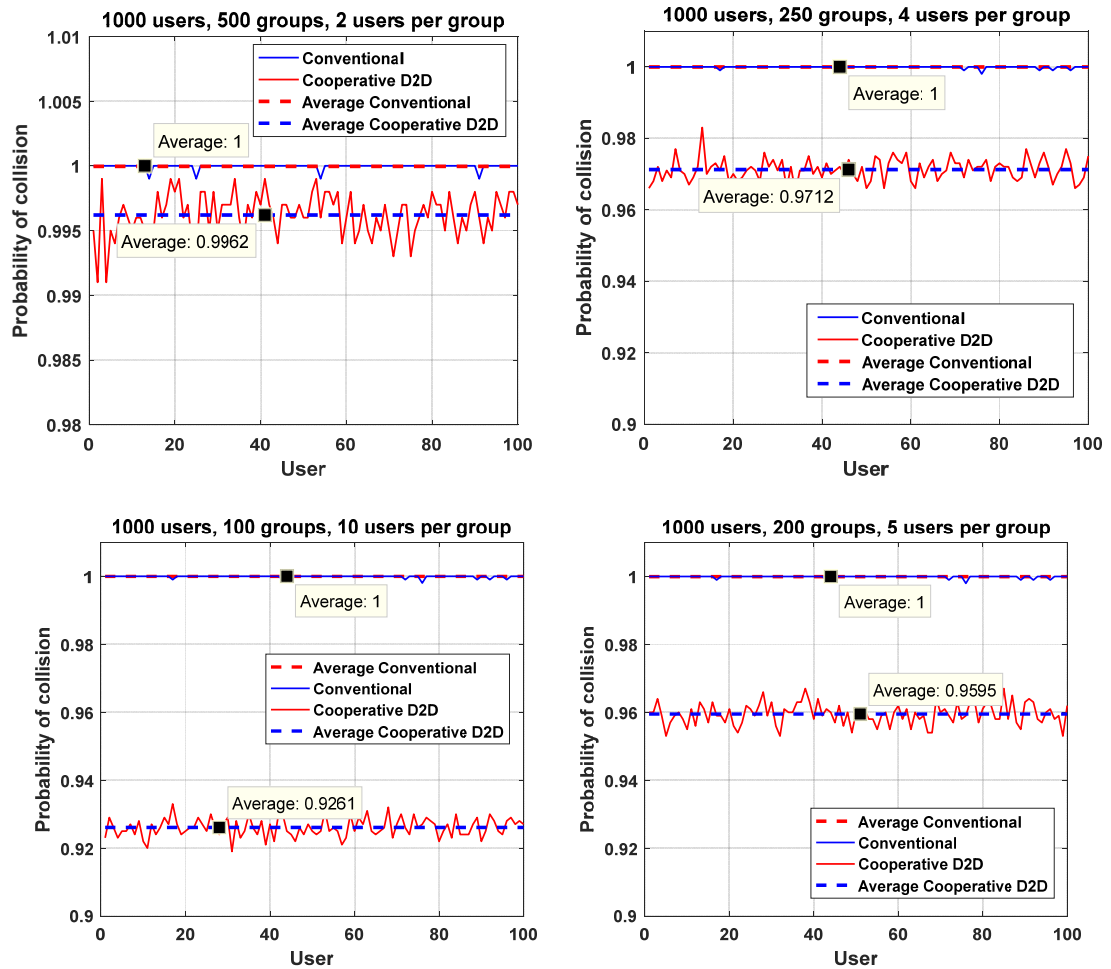 1000 users, 500 groups, 2 users per group
1.01
1.005
1
0.995
0.99
0.985
0.98
Probability of collision
Conventional
Cooperative D2D
Average Conventional
Average Cooperative D2D
Average: 1
Average: 0.9962
0 20 40 60 80 100
User
1000 users, 250 groups, 4 users per group
1
0.98
0.96
0.94
0.92
0.9
Probability of collision
Average: 1
Average: 0.9712
Conventional
Cooperative D2D
Average Conventional
Average Cooperative D2D
0 20 40 60 80 100
User
1000 users, 100 groups, 10 users per group
1
0.98
0.96
0.94
0.92
0.9
Probability of collision
Average: 1
Average Conventional
Conventional
Cooperative D2D
Average Cooperative D2D
Average: 0.9261
0 20 40 60 80 100
User
1000 users, 200 groups, 5 users per group
1
0.98
0.96
0.94
0.92
0.9
Probability of collision
Average: 1
Average: 0.9595
Average Conventional
Conventional
Cooperative D2D
Average Cooperative D2D
0 20 40 60 80 100
User